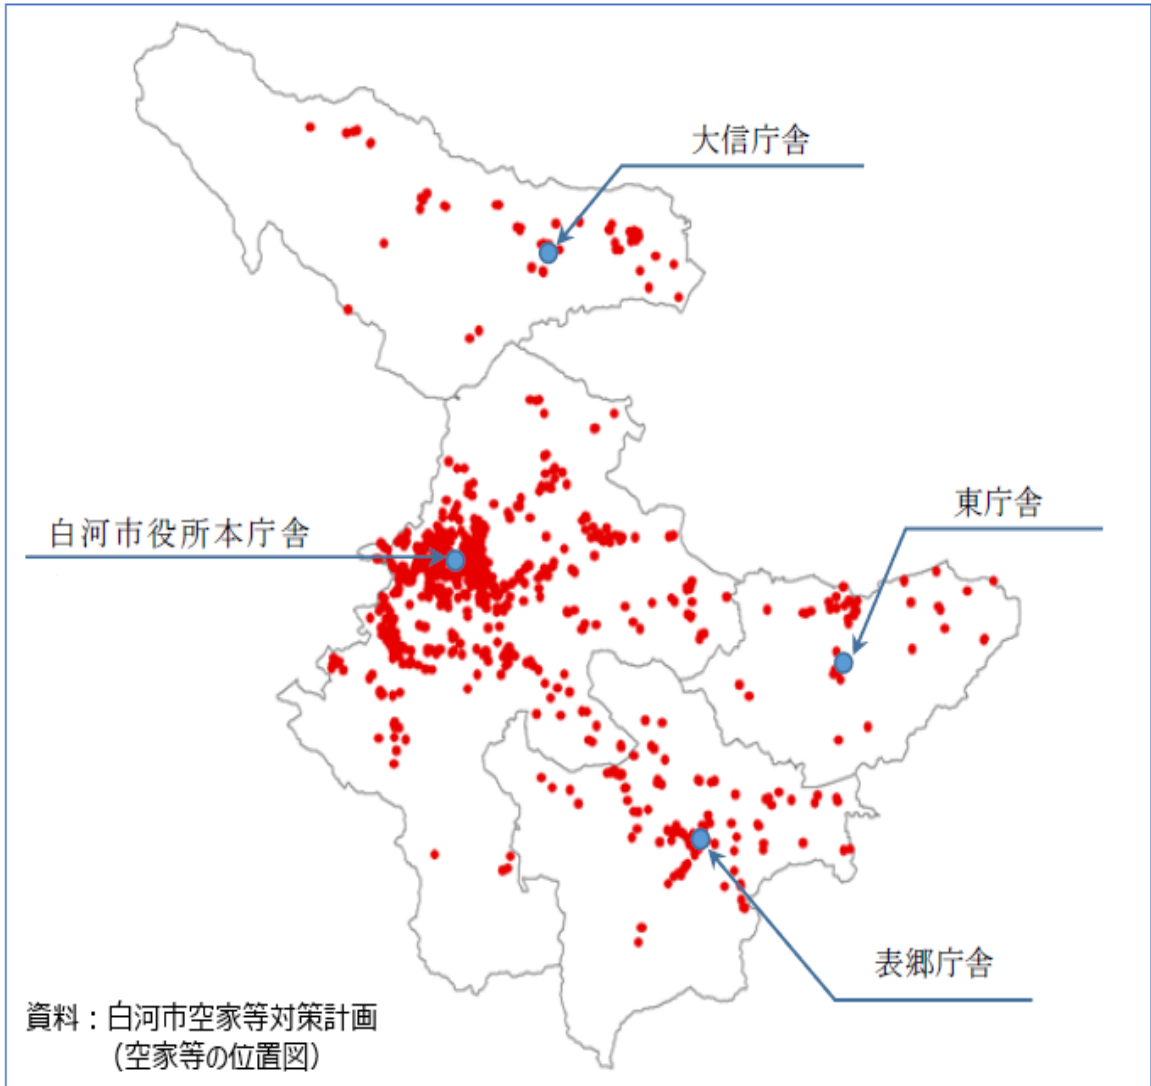 大信庁舎
東庁舎
白河市役所本庁舎
表郷庁舎
資料：白河市空家等対策計画
（空家等の位置図）